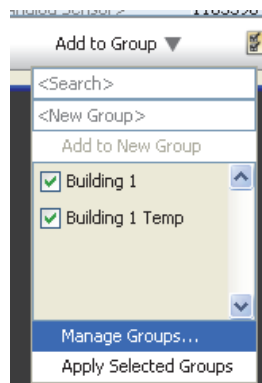 Add to Group ▼
<Search>
<New Group>
Add to New Group
Building 1
Building 1 Temp
Manage Groups...
Apply Selected Groups